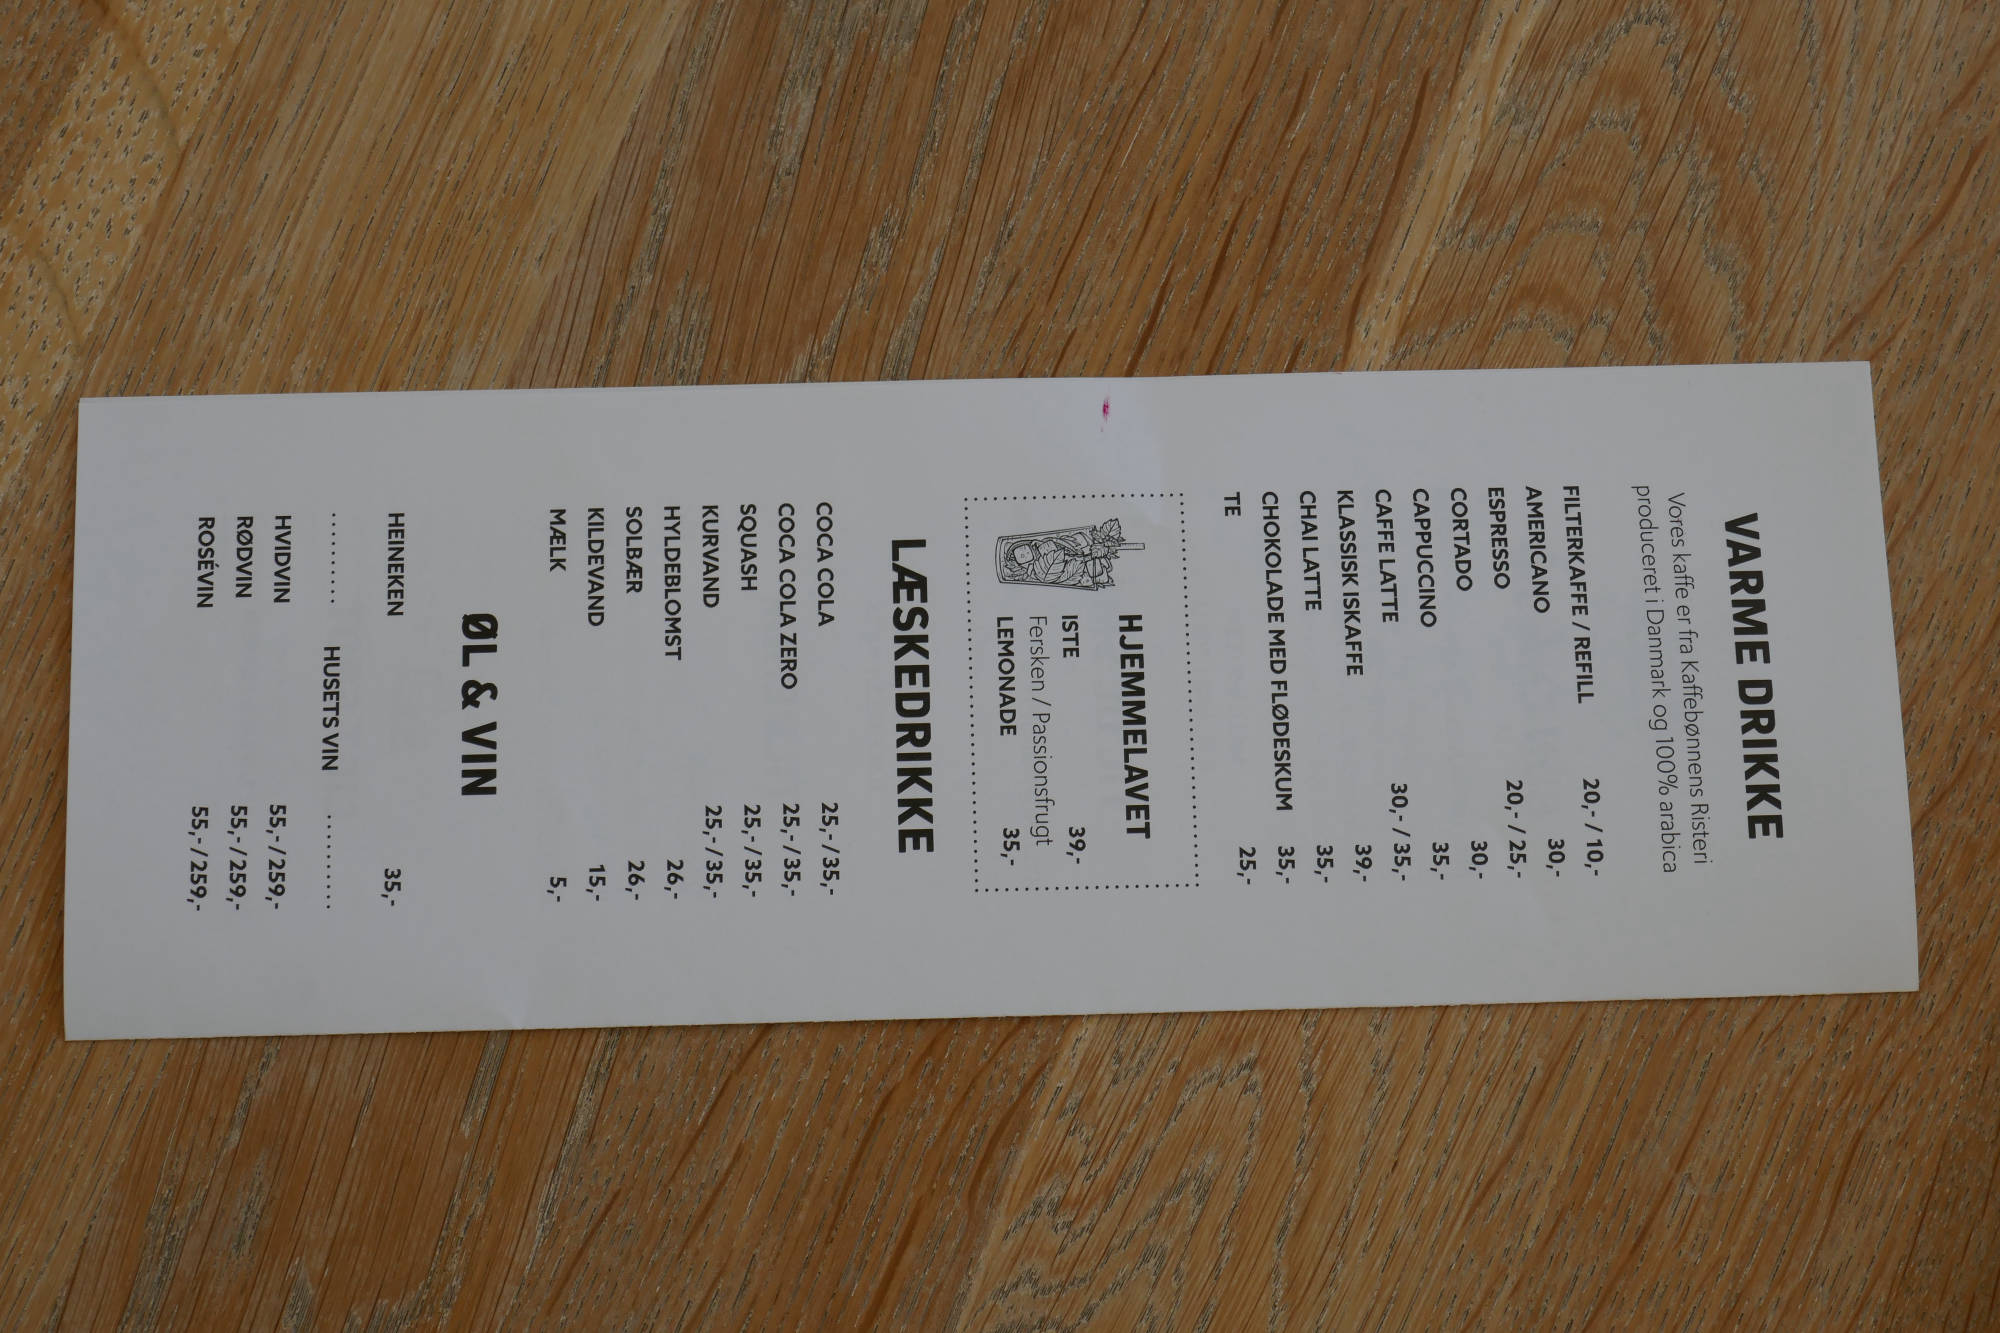 VARME DRIKKE
Vores kaffe er fra Kaffebønnens Risteri
produceret i Danmark og 100% arabica
FILTERKAFFE / REFILL 20,- / 10,-
AMERICANO 30,-
ESPRESSO 20,- / 25,-
CORTADO 30,-
CAPPUCCINO 35,-
CAFFE LATTE 30,- / 35,-
KLASSISK ISKAFFE 39,-
CHAI LATTE 35,-
CHOKOLADE MED FLØDESKUM 35,-
TE 25,-
HJEMMELAVET
ISTE 39,-
Fersken / Passionsfrugt
LEMONADE 35,-
LÆSKEDRIKKE
COCA COLA 25,- / 35,-
COCA COLA ZERO 25,- / 35,-
SQUASH 25,- / 35,-
KURVAND 25,- / 35,-
HYLDEBLOMST 26,-
SOLBÆR 26,-
KILDEVAND 15,-
MÆLK 5,-
ØL & VIN
HEINEKEN 35,-
........ HUSETS VIN ........
HVIDVIN 55,- / 259,-
RØDVIN 55,- / 259,-
ROSÉVIN 55,- / 259,-